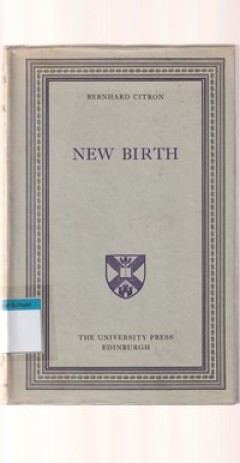 BERNHARD CITRON
NEW BIRTH
THE UNIVERSITY PRESS
EDINBURGH